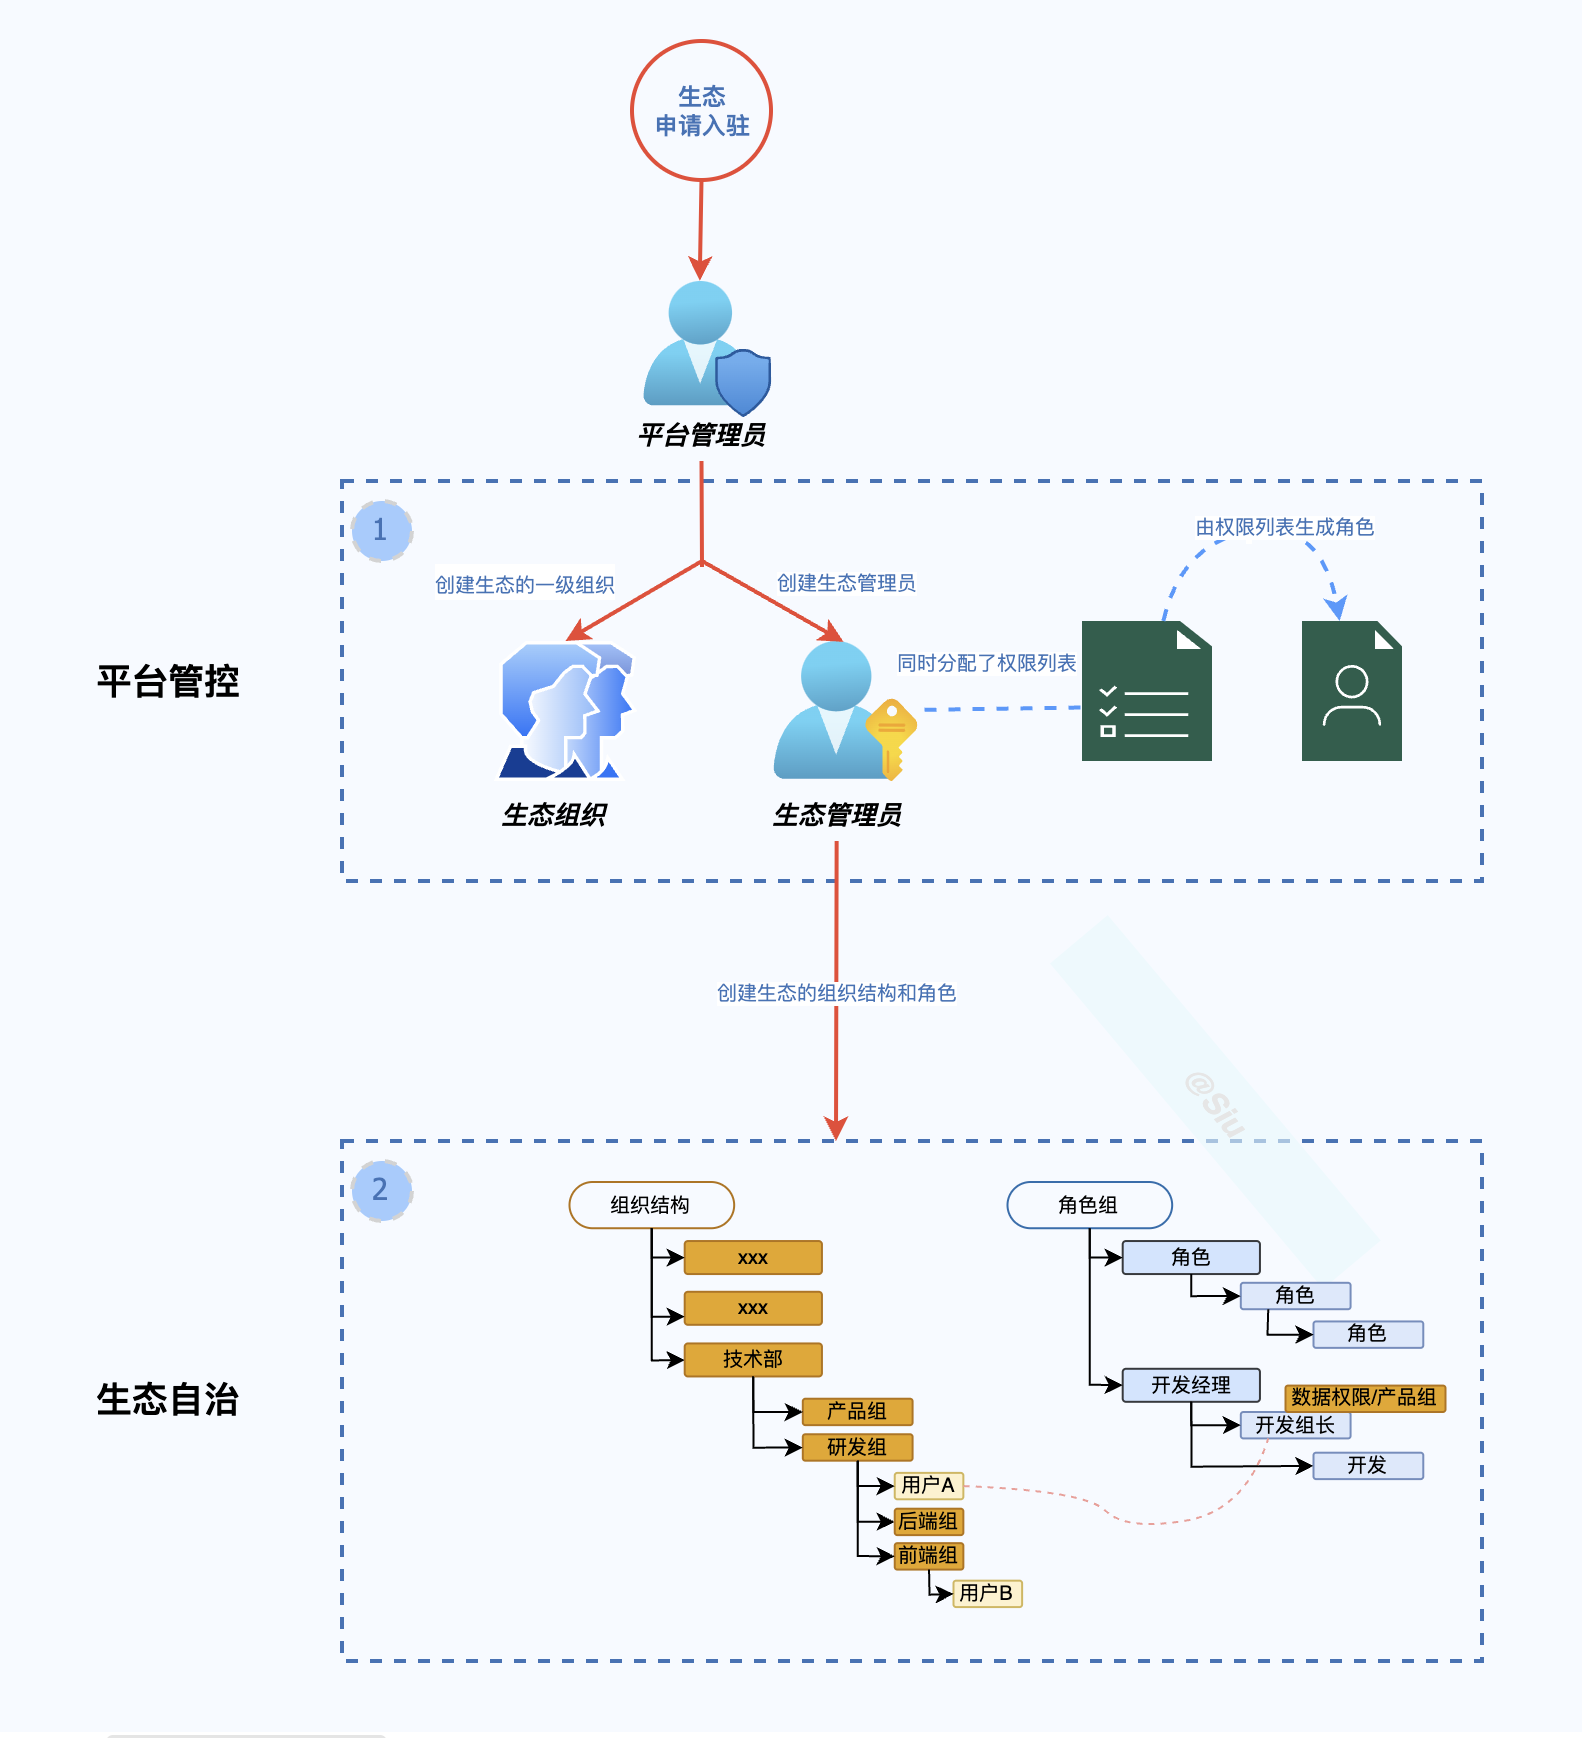 生态
申请入驻
平台管理员
1
由权限列表生成角色
创建生态的一级组织
创建生态管理员
同时分配了权限列表
平台管控
生态组织
生态管理员
创建生态的组织结构和角色
@Siu
2
组织结构
xxx
xxx
技术部
产品组
研发组
用户A
后端组
前端组
用户B
角色组
角色
角色
角色
开发经理
数据权限/产品组
开发组长
开发
生态自治